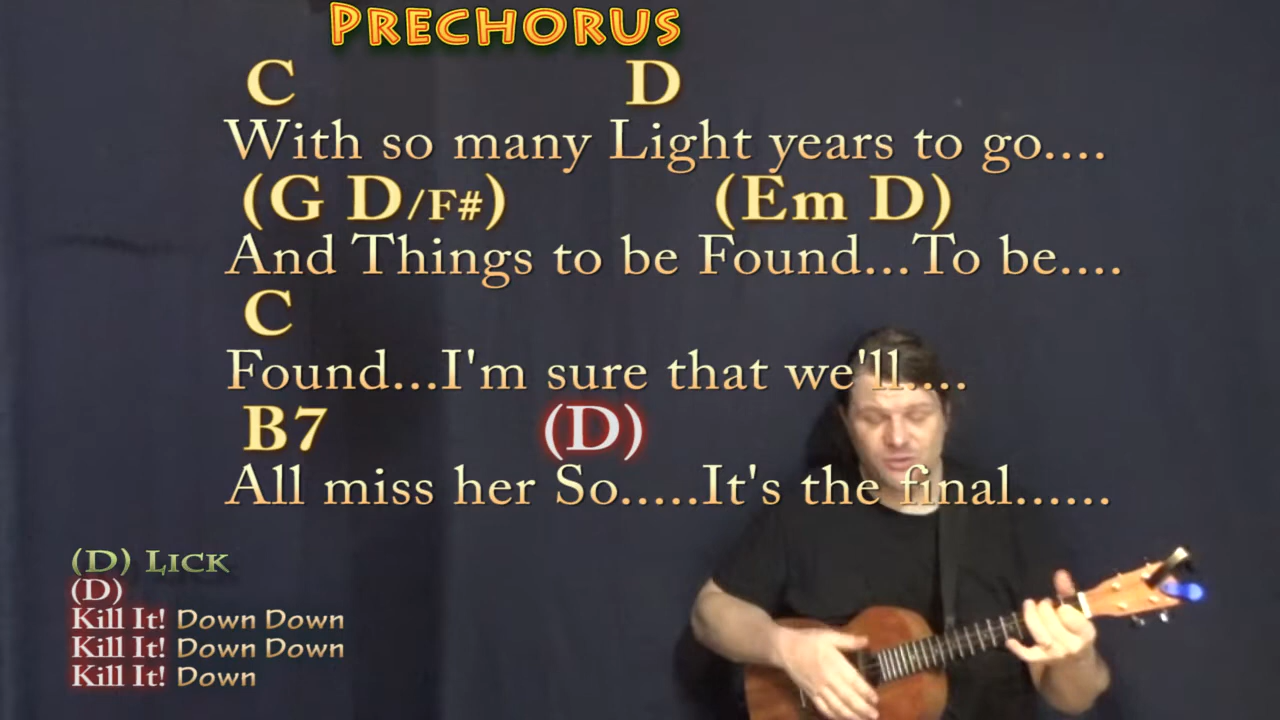 PRECHORUS
C D
With so many Light years to go....
(G D/F#) (Em D)
And Things to be Found...To be....
C
Found...I'm sure that we'll....
B7 (D)
All miss her So.....It's the final......
(D) LICK
(D)
Kill It! Down Down
Kill It! Down Down
Kill It! Down